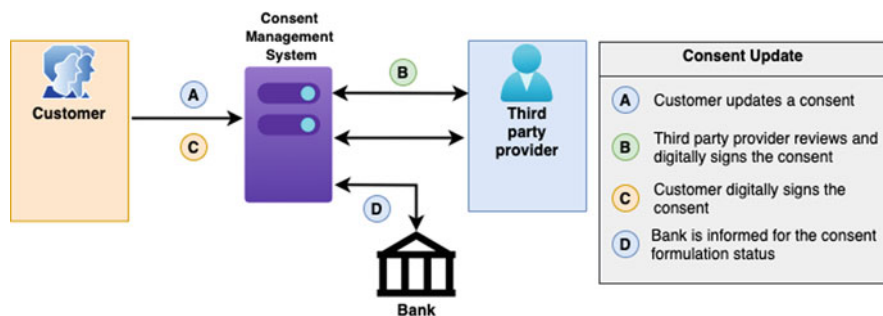 Consent
Management
System
Customer
A
C
B
Third
party
provider
D
Bank
Consent Update
A Customer updates a consent
B Third party provider reviews and
digitally signs the consent
C Customer digitally signs the
consent
D Bank is informed for the consent
formulation status